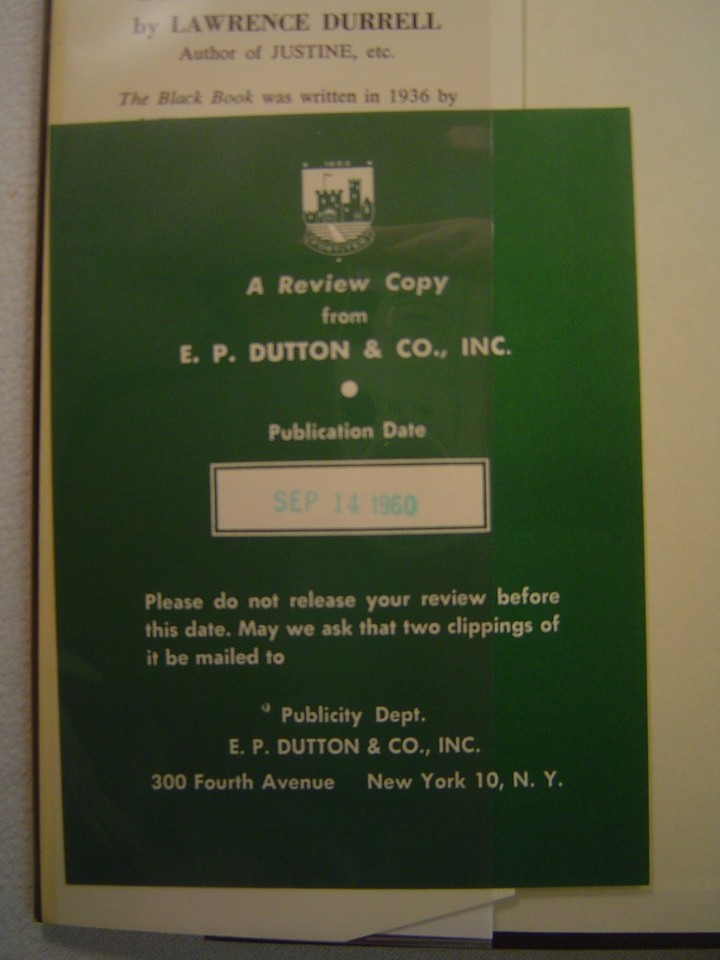 by LAWRENCE DURRELL
Author of JUSTINE, etc.
The Black Book was written in 1936 by
1852
A Review Copy
from
E. P. DUTTON & CO., INC.
Publication Date
SEP 14 1960
Please do not release your review before
this date. May we ask that two clippings of
it be mailed to
Publicity Dept.
E. P. DUTTON & CO., INC.
300 Fourth Avenue New York 10, N. Y.